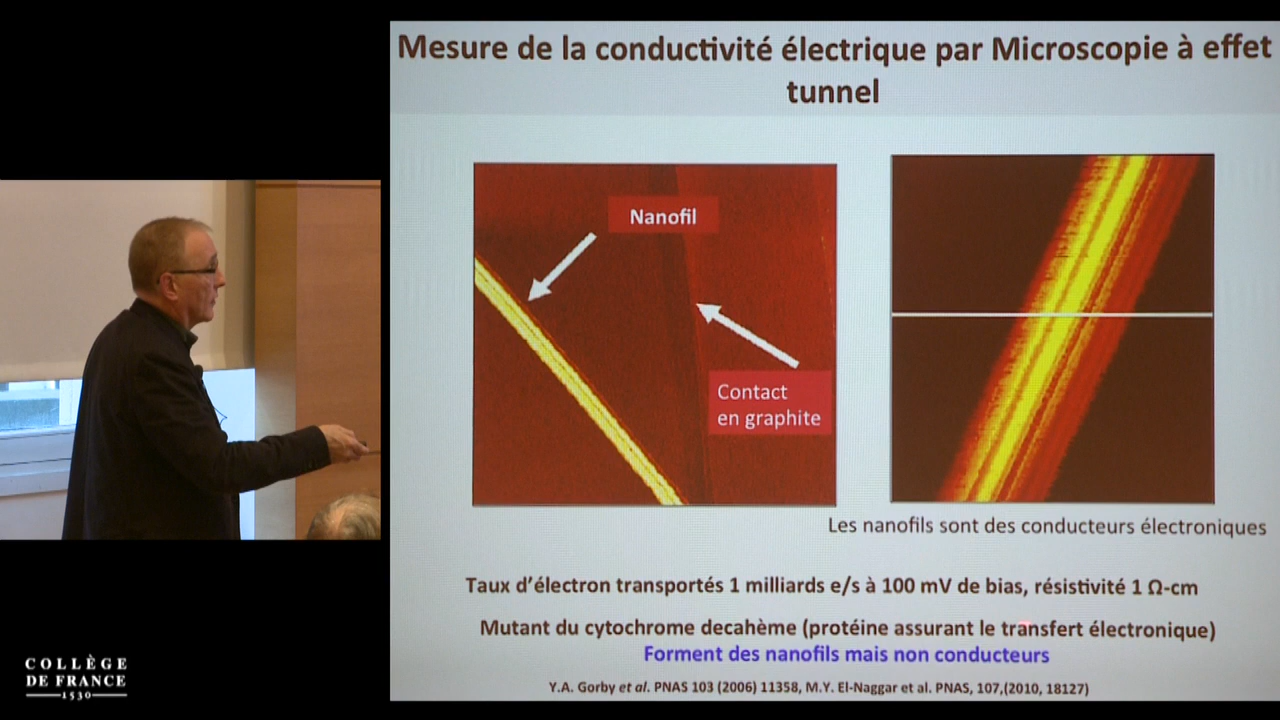 Mesure de la conductivité électrique par Microscopie à effet
tunnel
Nanofil
Contact
en graphite
Les nanofils sont des conducteurs électroniques
Taux d'électron transportés 1 milliards e/s à 100 mV de bias, résistivité 1 Ω-cm
Mutant du cytochrome decahème (protéine assurant le transfert électronique)
Forment des nanofils mais non conducteurs
Y.A. Gorby et al. PNAS 103 (2006) 11358, M.Y. El-Naggar et al. PNAS, 107,(2010, 18127)
COLLÈGE
DE FRANCE
1530